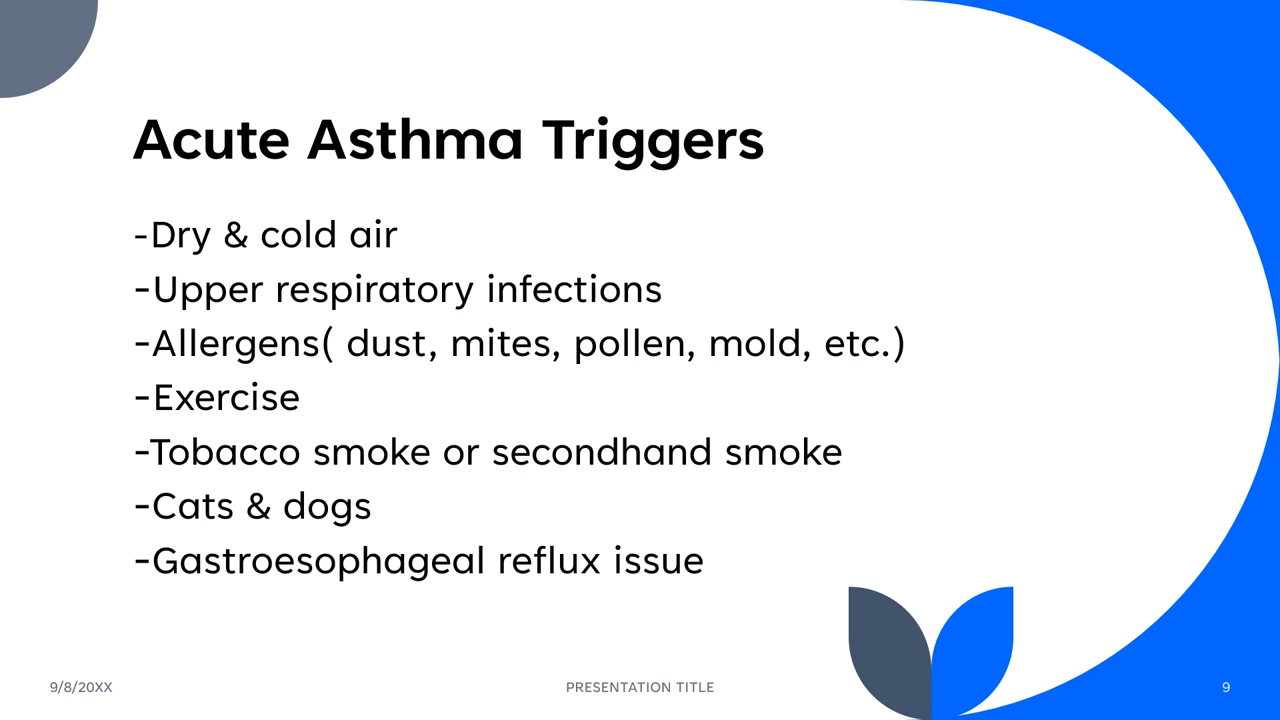 Acute Asthma Triggers
-Dry & cold air
-Upper respiratory infections
-Allergens( dust, mites, pollen, mold, etc.)
-Exercise
-Tobacco smoke or secondhand smoke
-Cats & dogs
-Gastroesophageal reflux issue
9/8/20XX
PRESENTATION TITLE
9